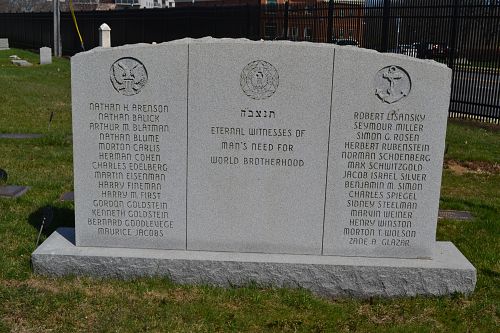 NATHAN H. ARENSON
NATHAN BALICK
ARTHUR M. BLATMAN
NATHAN BLUME
MORTON CARLIS
HERMAN COHEN
CHARLES EDELBERG
MARTIN EISENMAN
HARRY FINEMAN
HARRY M. FIRST
GORDON GOLDSTEIN
KENNETH GOLDSTEIN
BERNARD GOODLEVEGE
MAURICE JACOBS
תנצבה
ETERNAL WITNESSES OF
MAN'S NEED FOR
WORLD BROTHERHOOD
ROBERT LISANSKY
SEYMOUR MILLER
SIMON G. ROSEN
HERBERT RUBENSTEIN
NORMAN SCHOENBERG
MAX SCHWITZGOLD
JACOB ISRAEL SILVER
BENJAMIN M. SIMON
CHARLES SPIEGEL
SIDNEY STEELMAN
MARVIN WEINER
HENRY WINSTON
MORTON T. WOLSON
ZANE A. GLAZAR